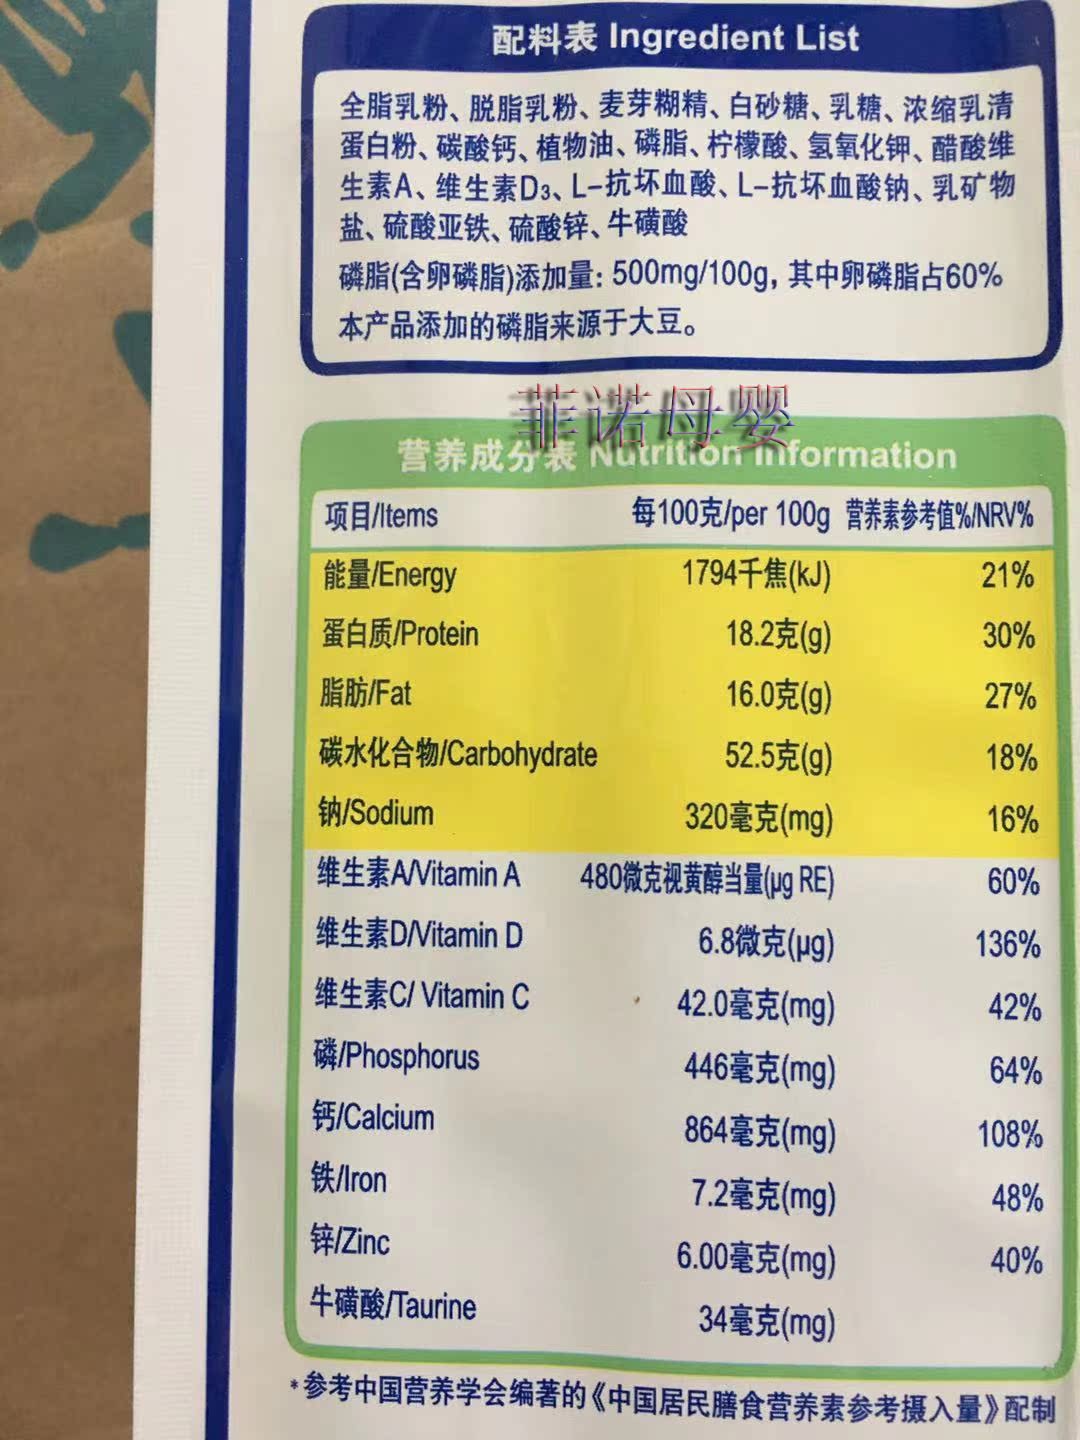 配料表 Ingredient List
全脂乳粉、脱脂乳粉、麦芽糊精、白砂糖、乳糖、浓缩乳清
蛋白粉、碳酸钙、植物油、磷脂、柠檬酸、氢氧化钾、醋酸维
生素A、维生素D₃、L-抗坏血酸、L-抗坏血酸钠、乳矿物
盐、硫酸亚铁、硫酸锌、牛磺酸
磷脂(含卵磷脂)添加量：500mg/100g，其中卵磷脂占60%
本产品添加的磷脂来源于大豆。
菲诺母婴
营养成分表 Nutrition Information
项目/Items 每100克/per 100g 营养素参考值%/NRV%
能量/Energy 1794千焦(kJ) 21%
蛋白质/Protein 18.2克(g) 30%
脂肪/Fat 16.0克(g) 27%
碳水化合物/Carbohydrate 52.5克(g) 18%
钠/Sodium 320毫克(mg) 16%
维生素A/Vitamin A 480微克视黄醇当量(μg RE) 60%
维生素D/Vitamin D 6.8微克(μg) 136%
维生素C/ Vitamin C 42.0毫克(mg) 42%
磷/Phosphorus 446毫克(mg) 64%
钙/Calcium 864毫克(mg) 108%
铁/Iron 7.2毫克(mg) 48%
锌/Zinc 6.00毫克(mg) 40%
牛磺酸/Taurine 34毫克(mg)
*参考中国营养学会编著的《中国居民膳食营养素参考摄入量》配制